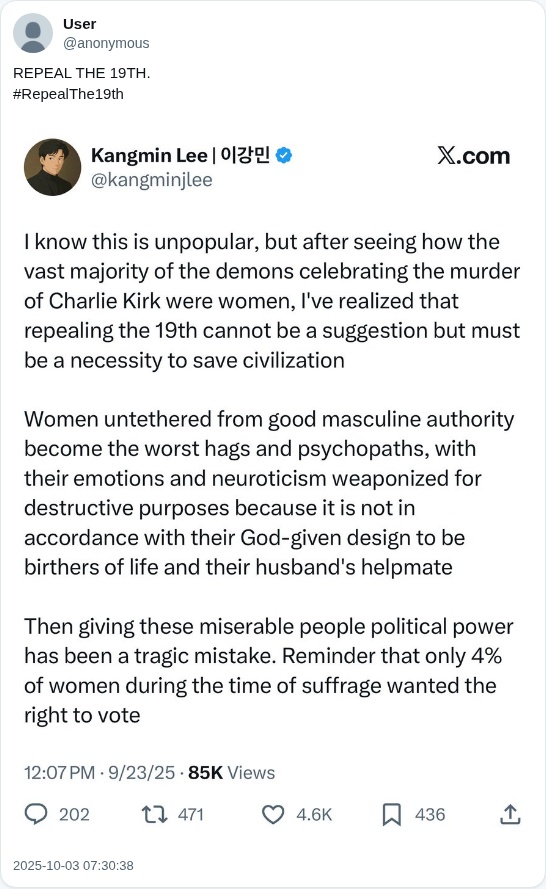 User
@anonymous
REPEAL THE 19TH.
#RepealThe19th
Kangmin Lee | 이강민
X.com
@kangminjlee
I know this is unpopular, but after seeing how the
vast majority of the demons celebrating the murder
of Charlie Kirk were women, I've realized that
repealing the 19th cannot be a suggestion but must
be a necessity to save civilization
Women untethered from good masculine authority
become the worst hags and psychopaths, with
their emotions and neuroticism weaponized for
destructive purposes because it is not in
accordance with their God-given design to be
birthers of life and their husband's helpmate
Then giving these miserable people political power
has been a tragic mistake. Reminder that only 4%
of women during the time of suffrage wanted the
right to vote
12:07 PM · 9/23/25 · 85K Views
202 471 4.6K 436
2025-10-03 07:30:38